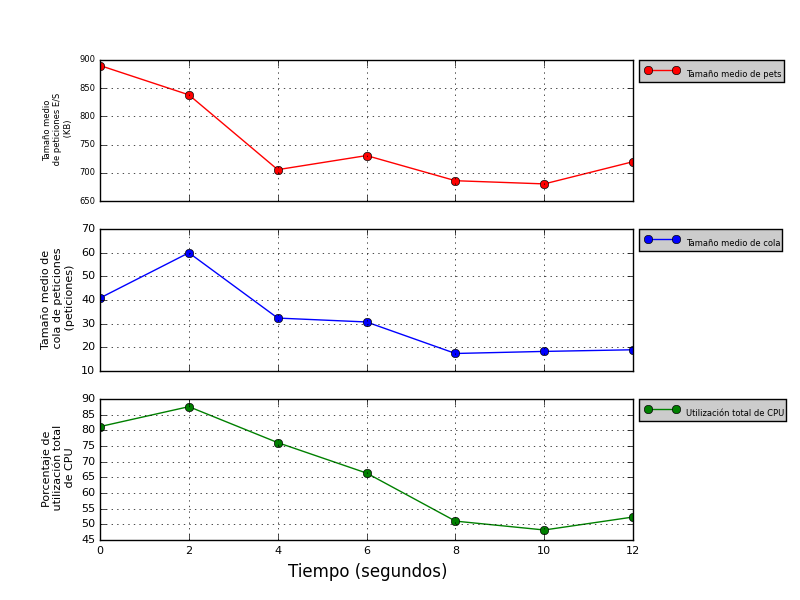 900
850
800
750
700
650
Tamaño medio
de peticiones E/S
(KB)
Tamaño medio de pets
70
60
50
40
30
20
10
Tamaño medio de
cola de peticiones
(peticiones)
Tamaño medio de cola
90
85
80
75
70
65
60
55
50
45
Porcentaje de
utilización total
de CPU
Utilización total de CPU
0 2 4 6 8 10 12
Tiempo (segundos)